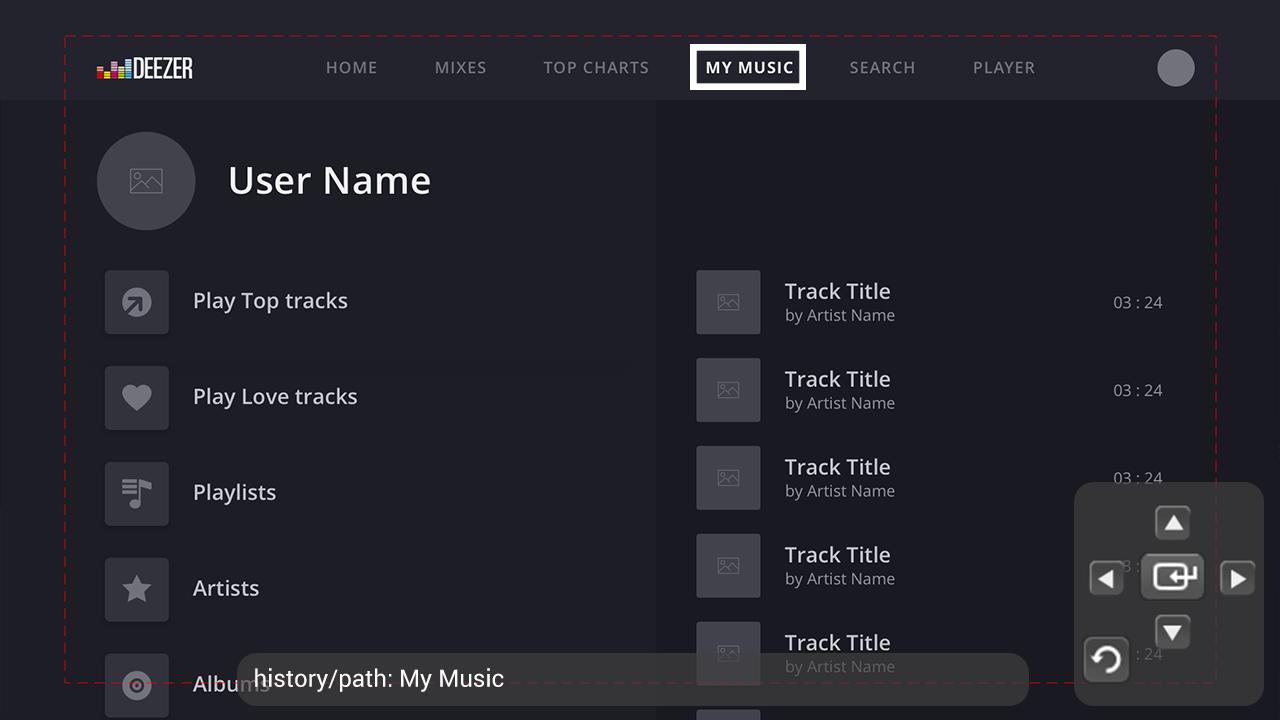 DEEZER
HOME
MIXES
TOP CHARTS
MY MUSIC
SEARCH
PLAYER
User Name
Play Top tracks
Play Love tracks
Playlists
Artists
Albums
Track Title
by Artist Name
03 : 24
Track Title
by Artist Name
03 : 24
Track Title
by Artist Name
03 : 24
Track Title
by Artist Name
3 :
Track Title
by Artist Name
: 24
history/path: My Music